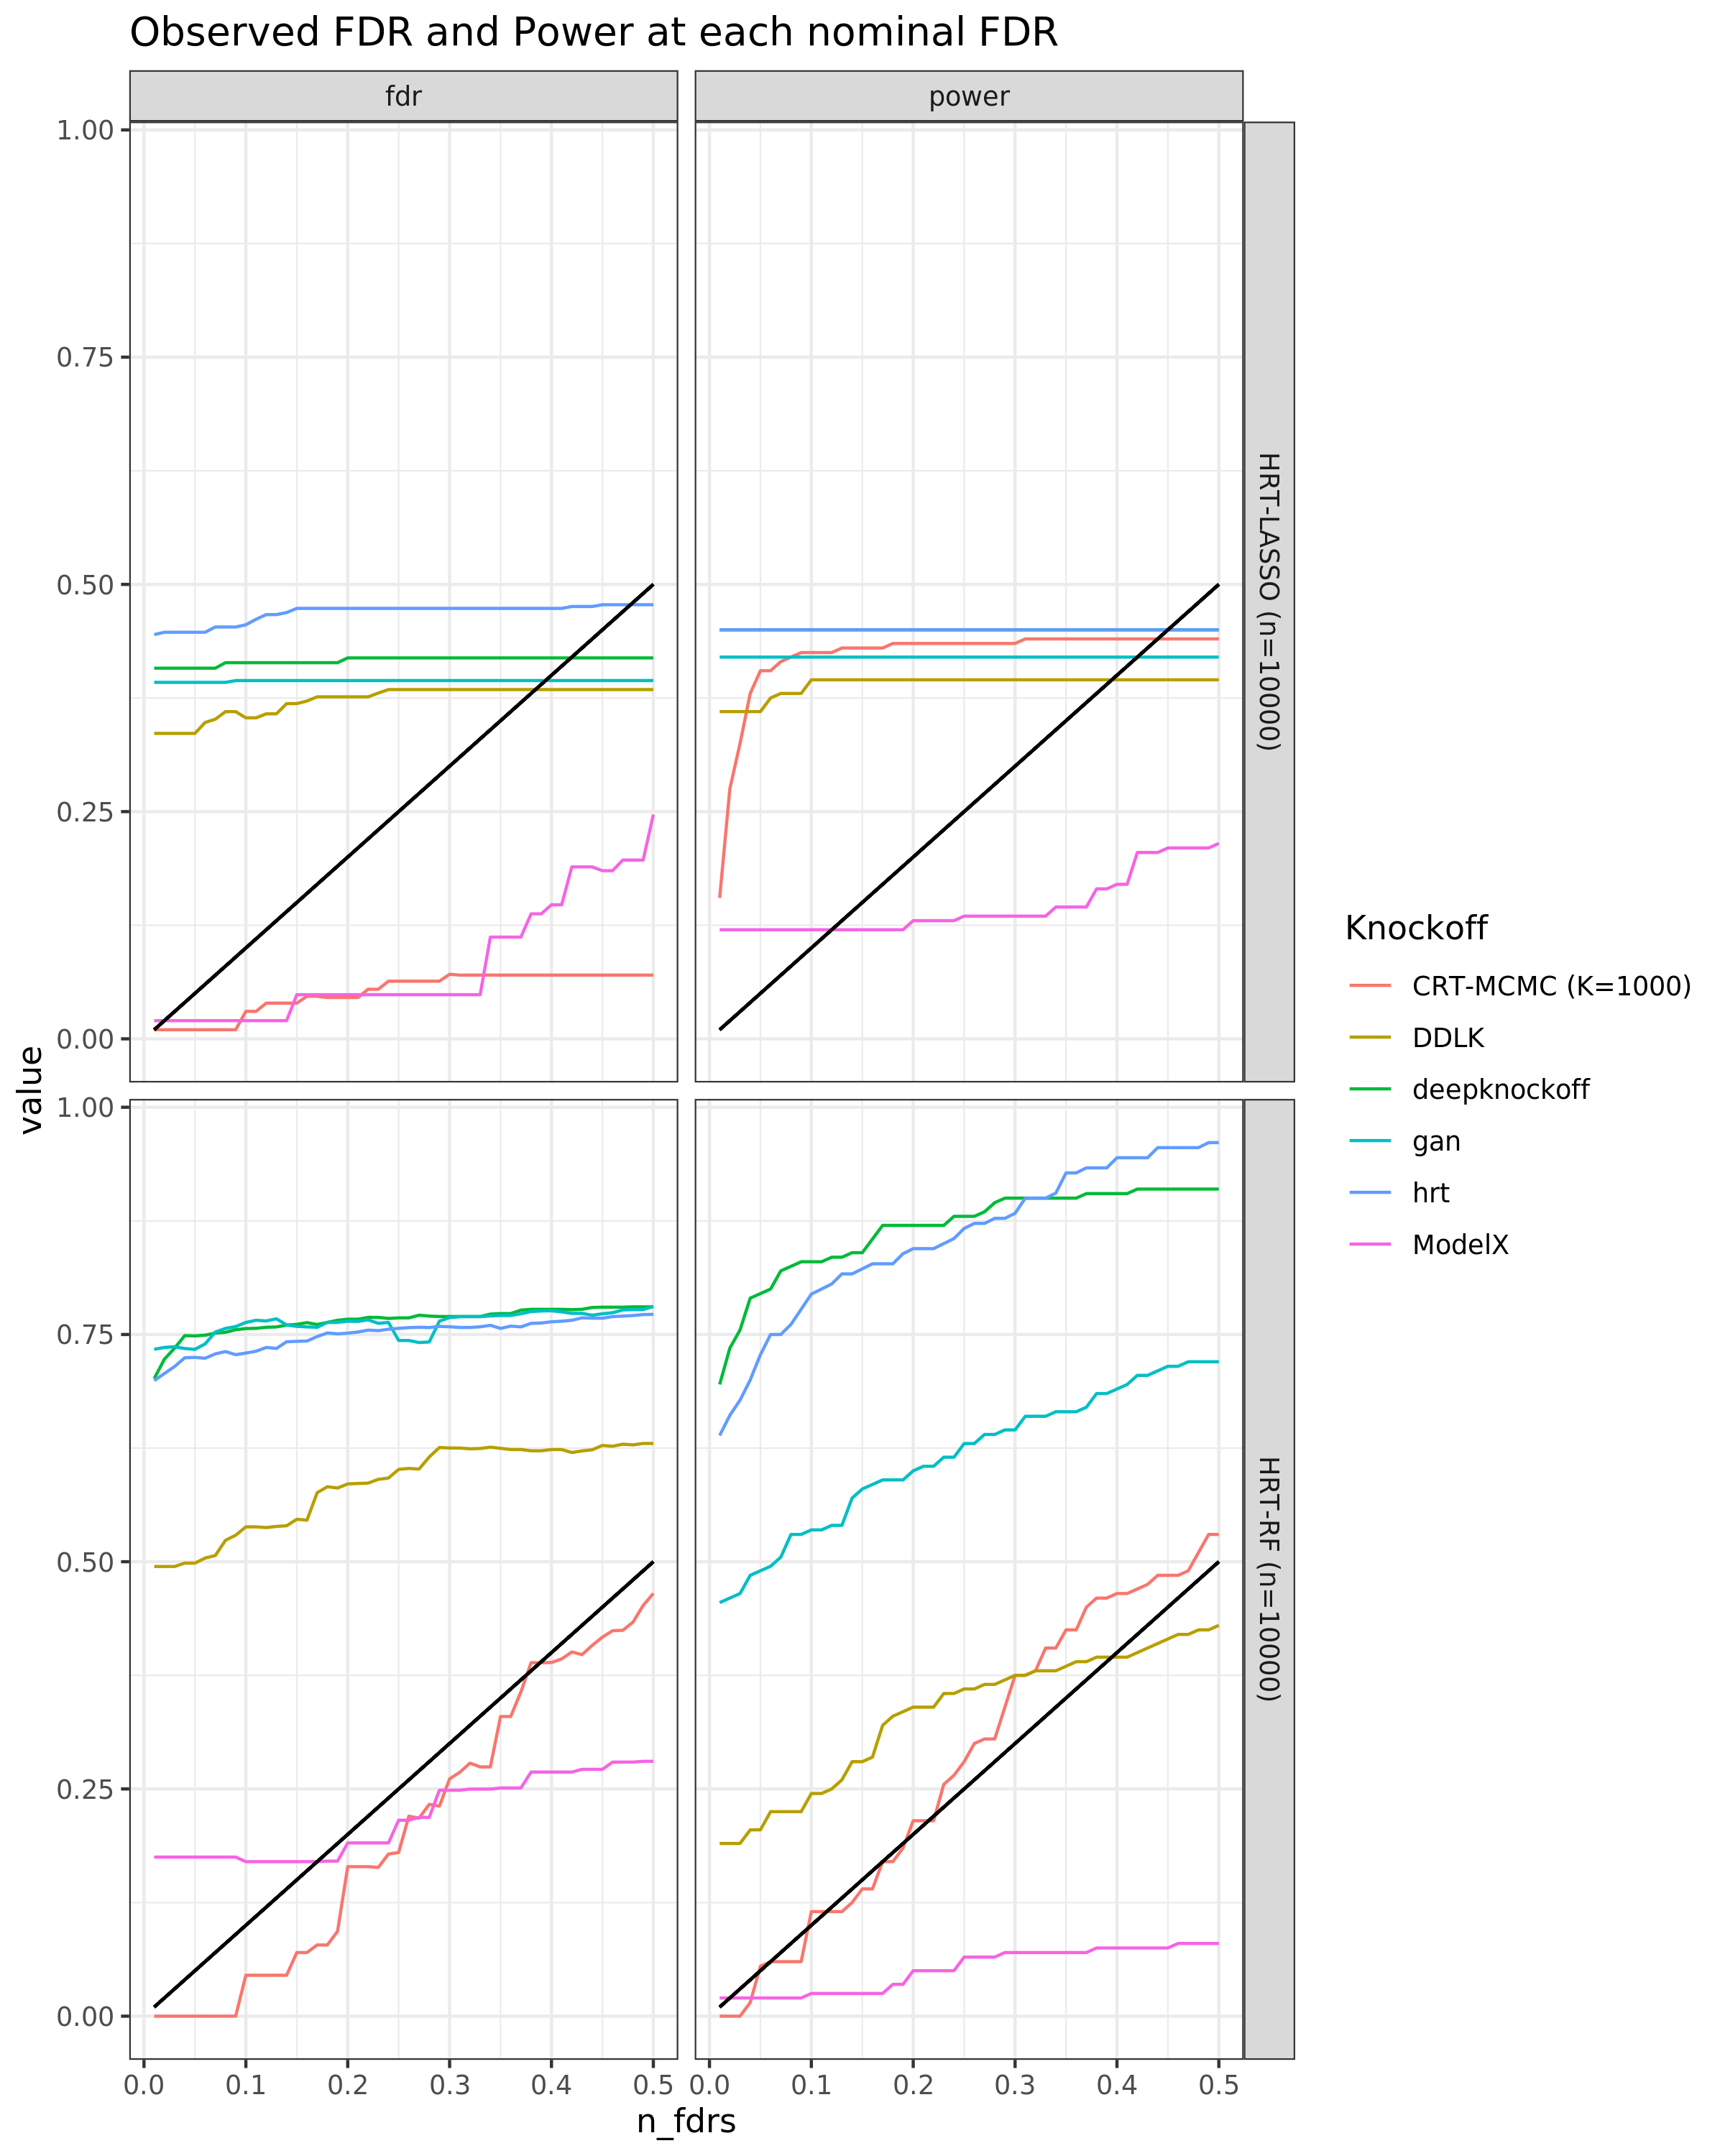 Observed FDR and Power at each nominal FDR
fdr
power
1.00
0.75
0.50
0.25
0.00
HRT-LASSO (n=10000)
value
1.00
0.75
0.50
0.25
0.00
HRT-RF (n=10000)
0.0 0.1 0.2 0.3 0.4 0.5
0.0 0.1 0.2 0.3 0.4 0.5
n_fdrs
Knockoff
CRT-MCMC (K=1000)
DDLK
deepknockoff
gan
hrt
ModelX